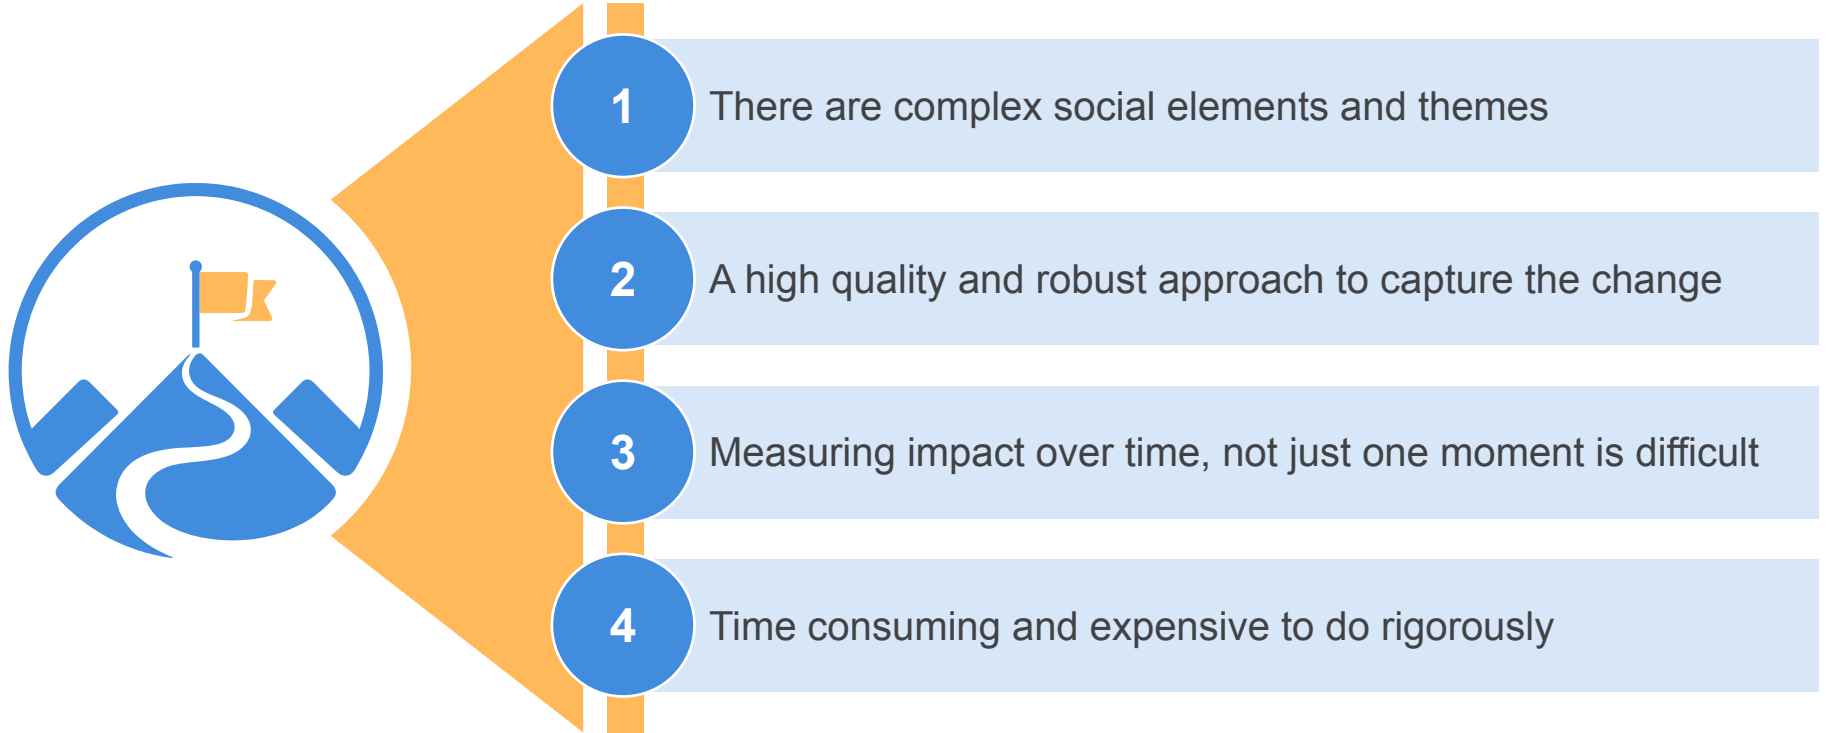 1
There are complex social elements and themes
2
A high quality and robust approach to capture the change
3
Measuring impact over time, not just one moment is difficult
4
Time consuming and expensive to do rigorously